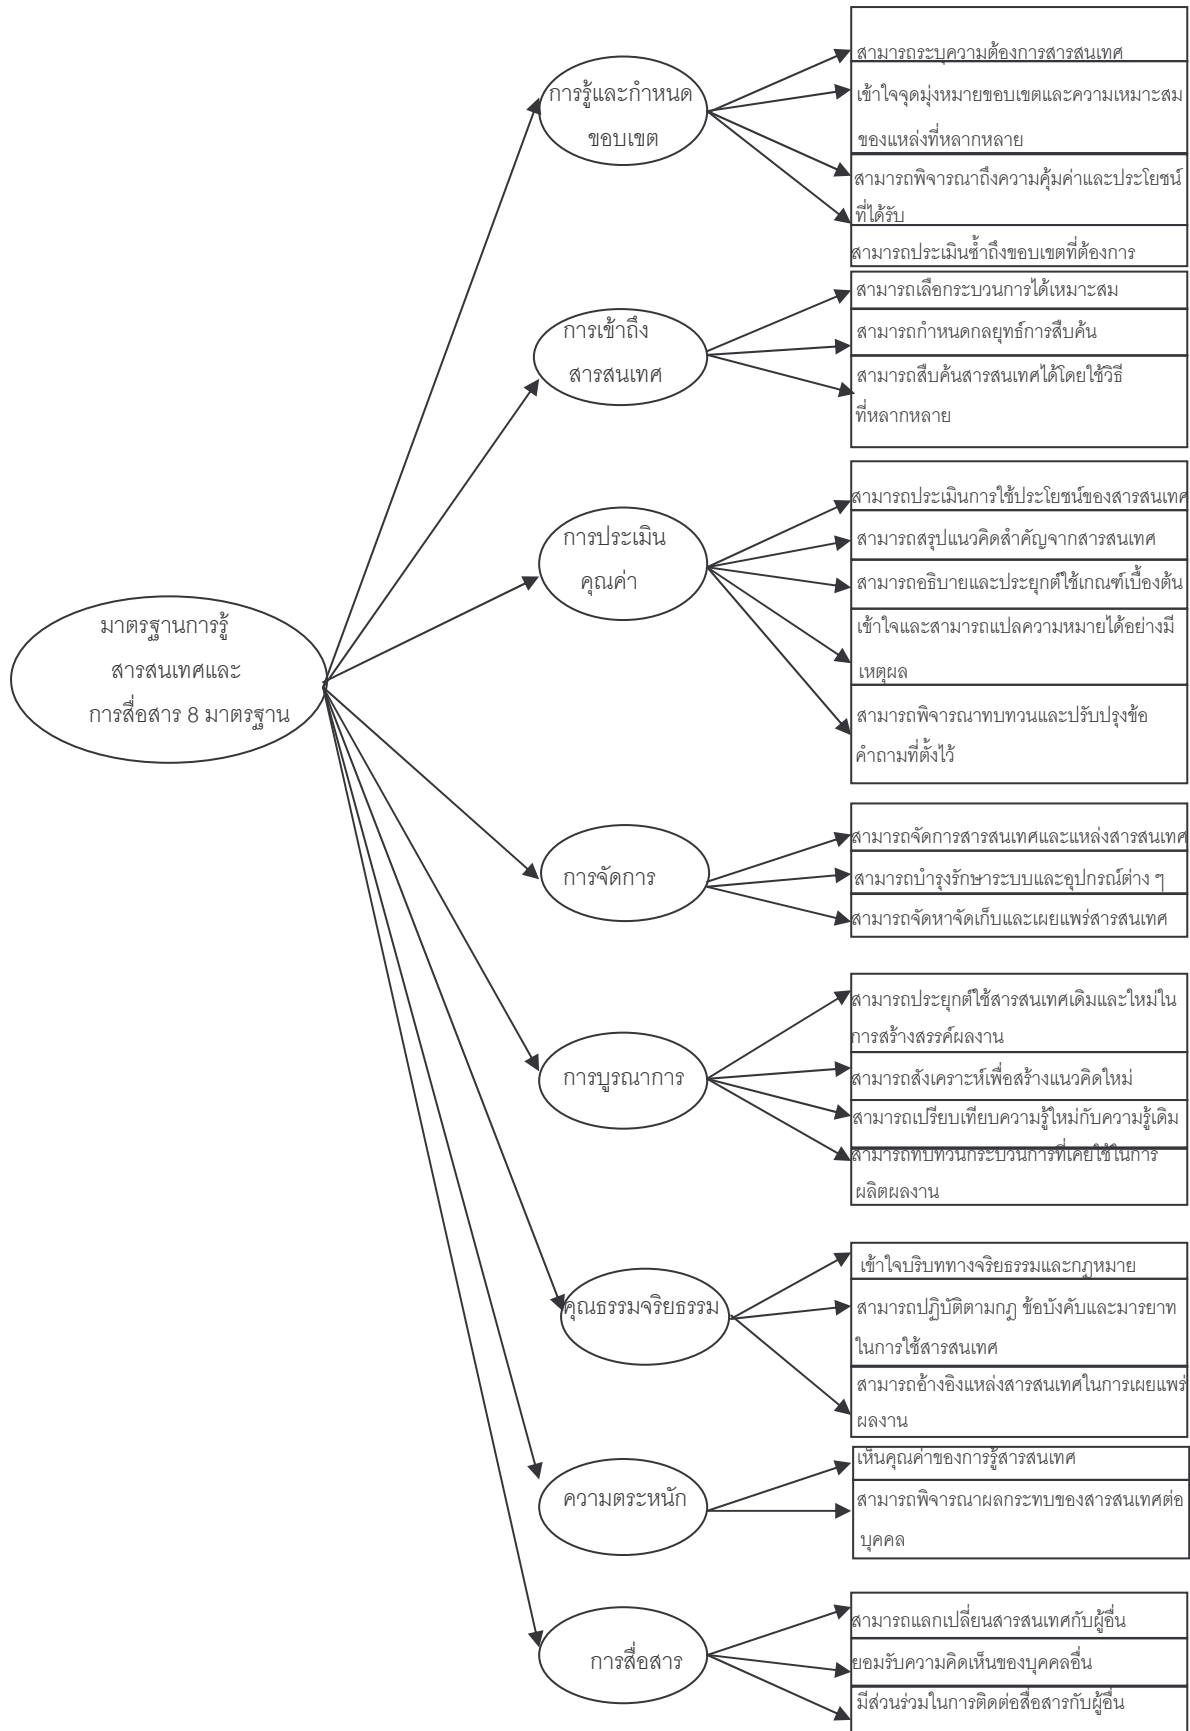 มาตรฐานการรู้
สารสนเทศและ
การสื่อสาร 8 มาตรฐาน
การรู้และกำหนด
ขอบเขต
สามารถระบุความต้องการสารสนเทศ
เข้าใจจุดมุ่งหมายขอบเขตและความเหมาะสม
ของแหล่งที่หลากหลาย
สามารถพิจารณาถึงความคุ้มค่าและประโยชน์
ที่ได้รับ
สามารถประเมินซ้ำถึงขอบเขตที่ต้องการ
การเข้าถึง
สารสนเทศ
สามารถเลือกระบวนการได้เหมาะสม
สามารถกำหนดกลยุทธ์การสืบค้น
สามารถสืบค้นสารสนเทศได้โดยใช้วิธี
ที่หลากหลาย
การประเมิน
คุณค่า
สามารถประเมินการใช้ประโยชน์ของสารสนเทศ
สามารถสรุปแนวคิดสำคัญจากสารสนเทศ
สามารถอธิบายและประยุกต์ใช้เกณฑ์เบื้องต้น
เข้าใจและสามารถแปลความหมายได้อย่างมี
เหตุผล
สามารถพิจารณาทบทวนและปรับปรุงข้อ
คำถามที่ตั้งไว้
การจัดการ
สามารถจัดการสารสนเทศและแหล่งสารสนเทศ
สามารถบำรุงรักษาระบบและอุปกรณ์ต่าง ๆ
สามารถจัดหาจัดเก็บและเผยแพร่สารสนเทศ
การบูรณาการ
สามารถประยุกต์ใช้สารสนเทศเดิมและใหม่ใน
การสร้างสรรค์ผลงาน
สามารถสังเคราะห์เพื่อสร้างแนวคิดใหม่
สามารถเปรียบเทียบความรู้ใหม่กับความรู้เดิม
สามารถทบทวนกระบวนการที่เคยใช้ในการ
ผลิตผลงาน
คุณธรรมจริยธรรม
เข้าใจบริบททางจริยธรรมและกฎหมาย
สามารถปฏิบัติตามกฎ ข้อบังคับและมารยาท
ในการใช้สารสนเทศ
สามารถอ้างอิงแหล่งสารสนเทศในการเผยแพร่
ผลงาน
ความตระหนัก
เห็นคุณค่าของการรู้สารสนเทศ
สามารถพิจารณาผลกระทบของสารสนเทศต่อ
บุคคล
การสื่อสาร
สามารถแลกเปลี่ยนสารสนเทศกับผู้อื่น
ยอมรับความคิดเห็นของบุคคลอื่น
มีส่วนร่วมในการติดต่อสื่อสารกับผู้อื่น